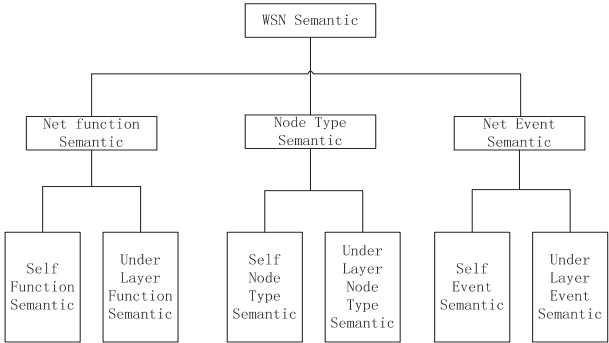 WSN Semantic
Net function
Semantic
Node Type
Semantic
Net Event
Semantic
Self
Function
Semantic
Under
Layer
Function
Semantic
Self
Node
Type
Semantic
Under
Layer
Node
Type
Semantic
Self
Event
Semantic
Under
Layer
Event
Semantic